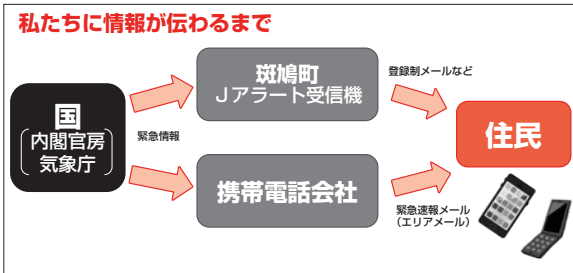 私たちに情報が伝わるまで
国
内閣官房
気象庁
緊急情報
斑鳩町
Jアラート受信機
携帯電話会社
登録制メールなど
緊急速報メール
（エリアメール）
住民